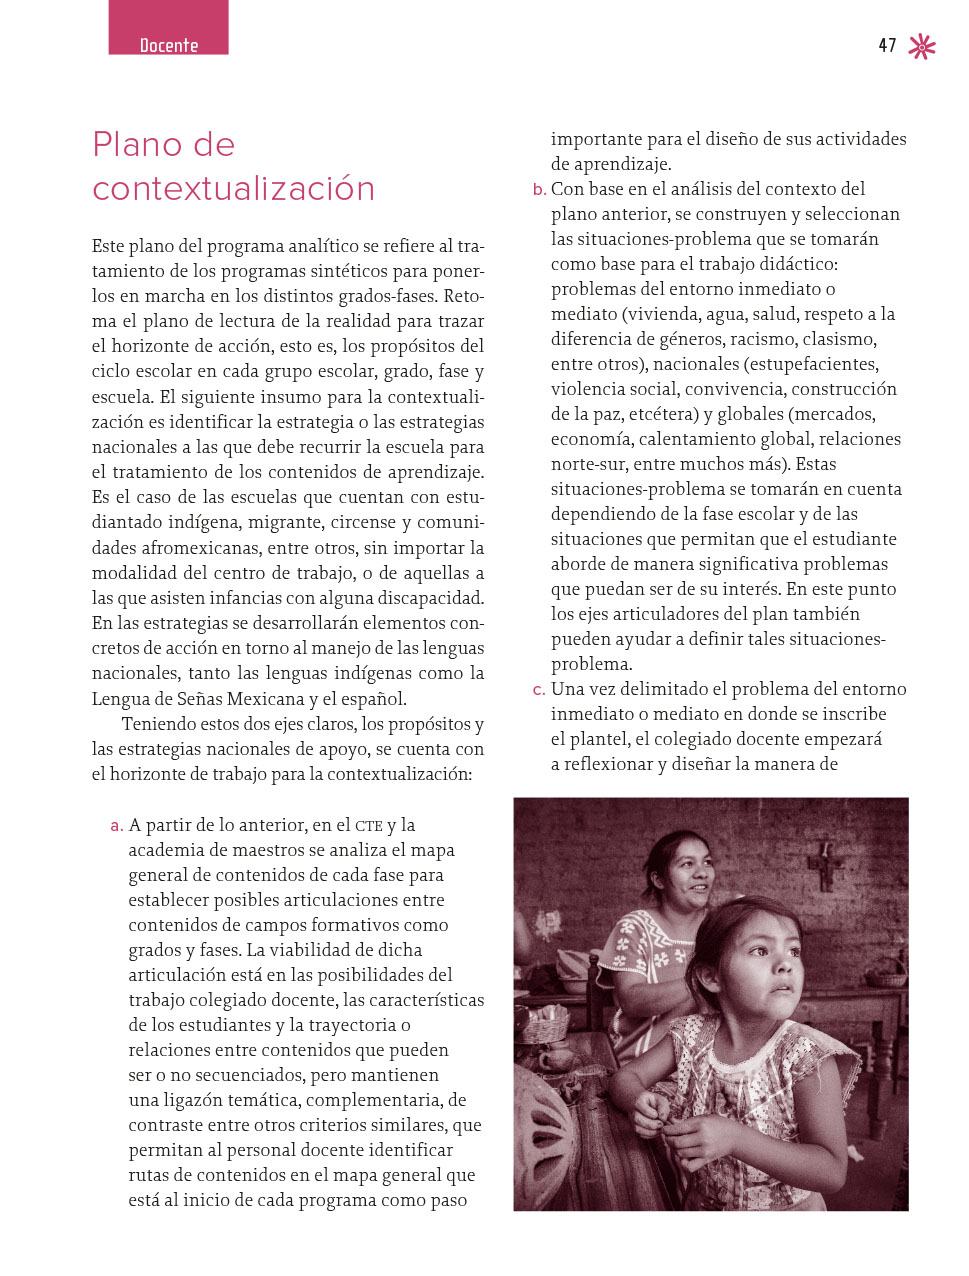 Docente
47
Plano de
contextualización
Este plano del programa analítico se refiere al tra-
tamiento de los programas sintéticos para poner-
los en marcha en los distintos grados-fases. Reto-
ma el plano de lectura de la realidad para trazar
el horizonte de acción, esto es, los propósitos del
ciclo escolar en cada grupo escolar, grado, fase y
escuela. El siguiente insumo para la contextuali-
zación es identificar la estrategia o las estrategias
nacionales a las que debe recurrir la escuela para
el tratamiento de los contenidos de aprendizaje.
Es el caso de las escuelas que cuentan con estu-
diantado indígena, migrante, circense y comuni-
dades afromexicanas, entre otros, sin importar la
modalidad del centro de trabajo, o de aquellas a
las que asisten infancias con alguna discapacidad.
En las estrategias se desarrollarán elementos con-
cretos de acción en torno al manejo de las lenguas
nacionales, tanto las lenguas indígenas como la
Lengua de Señas Mexicana y el español.
Teniendo estos dos ejes claros, los propósitos y
las estrategias nacionales de apoyo, se cuenta con
el horizonte de trabajo para la contextualización:
a. A partir de lo anterior, en el CTE y la
academia de maestros se analiza el mapa
general de contenidos de cada fase para
establecer posibles articulaciones entre
contenidos de campos formativos como
grados y fases. La viabilidad de dicha
articulación está en las posibilidades del
trabajo colegiado docente, las características
de los estudiantes y la trayectoria o
relaciones entre contenidos que pueden
ser o no secuenciados, pero mantienen
una ligazón temática, complementaria, de
contraste entre otros criterios similares, que
permitan al personal docente identificar
rutas de contenidos en el mapa general que
está al inicio de cada programa como paso
importante para el diseño de sus actividades
de aprendizaje.
b. Con base en el análisis del contexto del
plano anterior, se construyen y seleccionan
las situaciones-problema que se tomarán
como base para el trabajo didáctico:
problemas del entorno inmediato o
mediato (vivienda, agua, salud, respeto a la
diferencia de géneros, racismo, clasismo,
entre otros), nacionales (estupefacientes,
violencia social, convivencia, construcción
de la paz, etcétera) y globales (mercados,
economía, calentamiento global, relaciones
norte-sur, entre muchos más). Estas
situaciones-problema se tomarán en cuenta
dependiendo de la fase escolar y de las
situaciones que permitan que el estudiante
aborde de manera significativa problemas
que puedan ser de su interés. En este punto
los ejes articuladores del plan también
pueden ayudar a definir tales situaciones-
problema.
c. Una vez delimitado el problema del entorno
inmediato o mediato en donde se inscribe
el plantel, el colegiado docente empezará
a reflexionar y diseñar la manera de